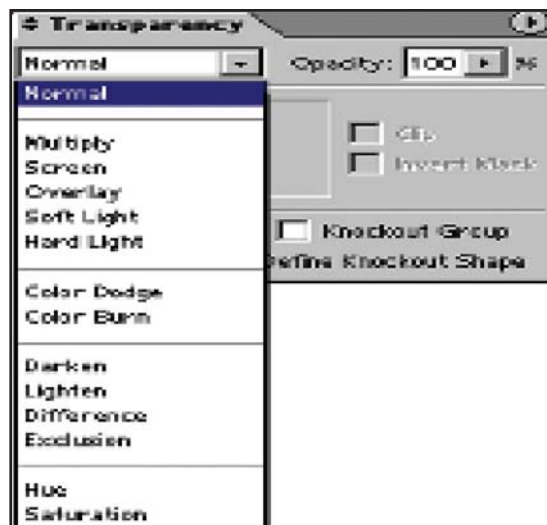 Transparency
Normal Opacity: 100 %
Normal
Multiply
Screen
Overlay
Soft Light
Hard Light
Color Dodge
Color Burn
Darken
Lighten
Difference
Exclusion
Hue
Saturation
Clip
Invert Mask
Knockout Group
efine Knockout Shape